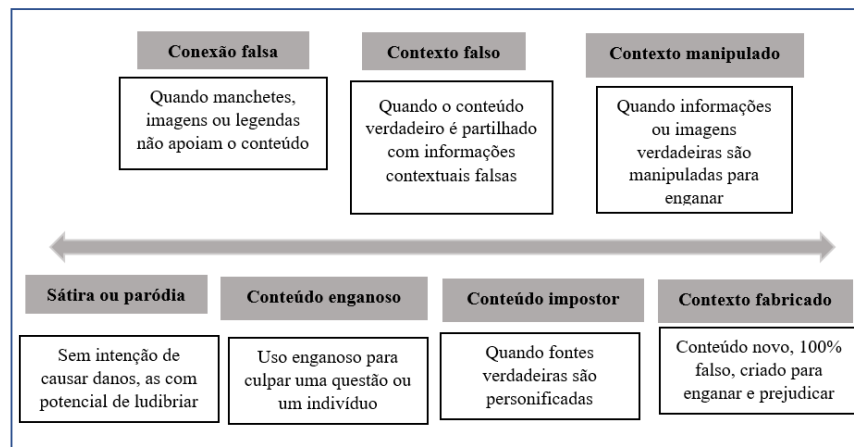 Conexão falsa
Quando manchetes,
imagens ou legendas
não apoiam o conteúdo
Contexto falso
Quando o conteúdo
verdadeiro é partilhado
com informações
contextuais falsas
Contexto manipulado
Quando informações
ou imagens
verdadeiras são
manipuladas para
enganar
Sátira ou paródia
Sem intenção de
causar danos, as com
potencial de ludibriar
Conteúdo enganoso
Uso enganoso para
culpar uma questão ou
um indivíduo
Conteúdo impostor
Quando fontes
verdadeiras são
personificadas
Contexto fabricado
Conteúdo novo, 100%
falso, criado para
enganar e prejudicar